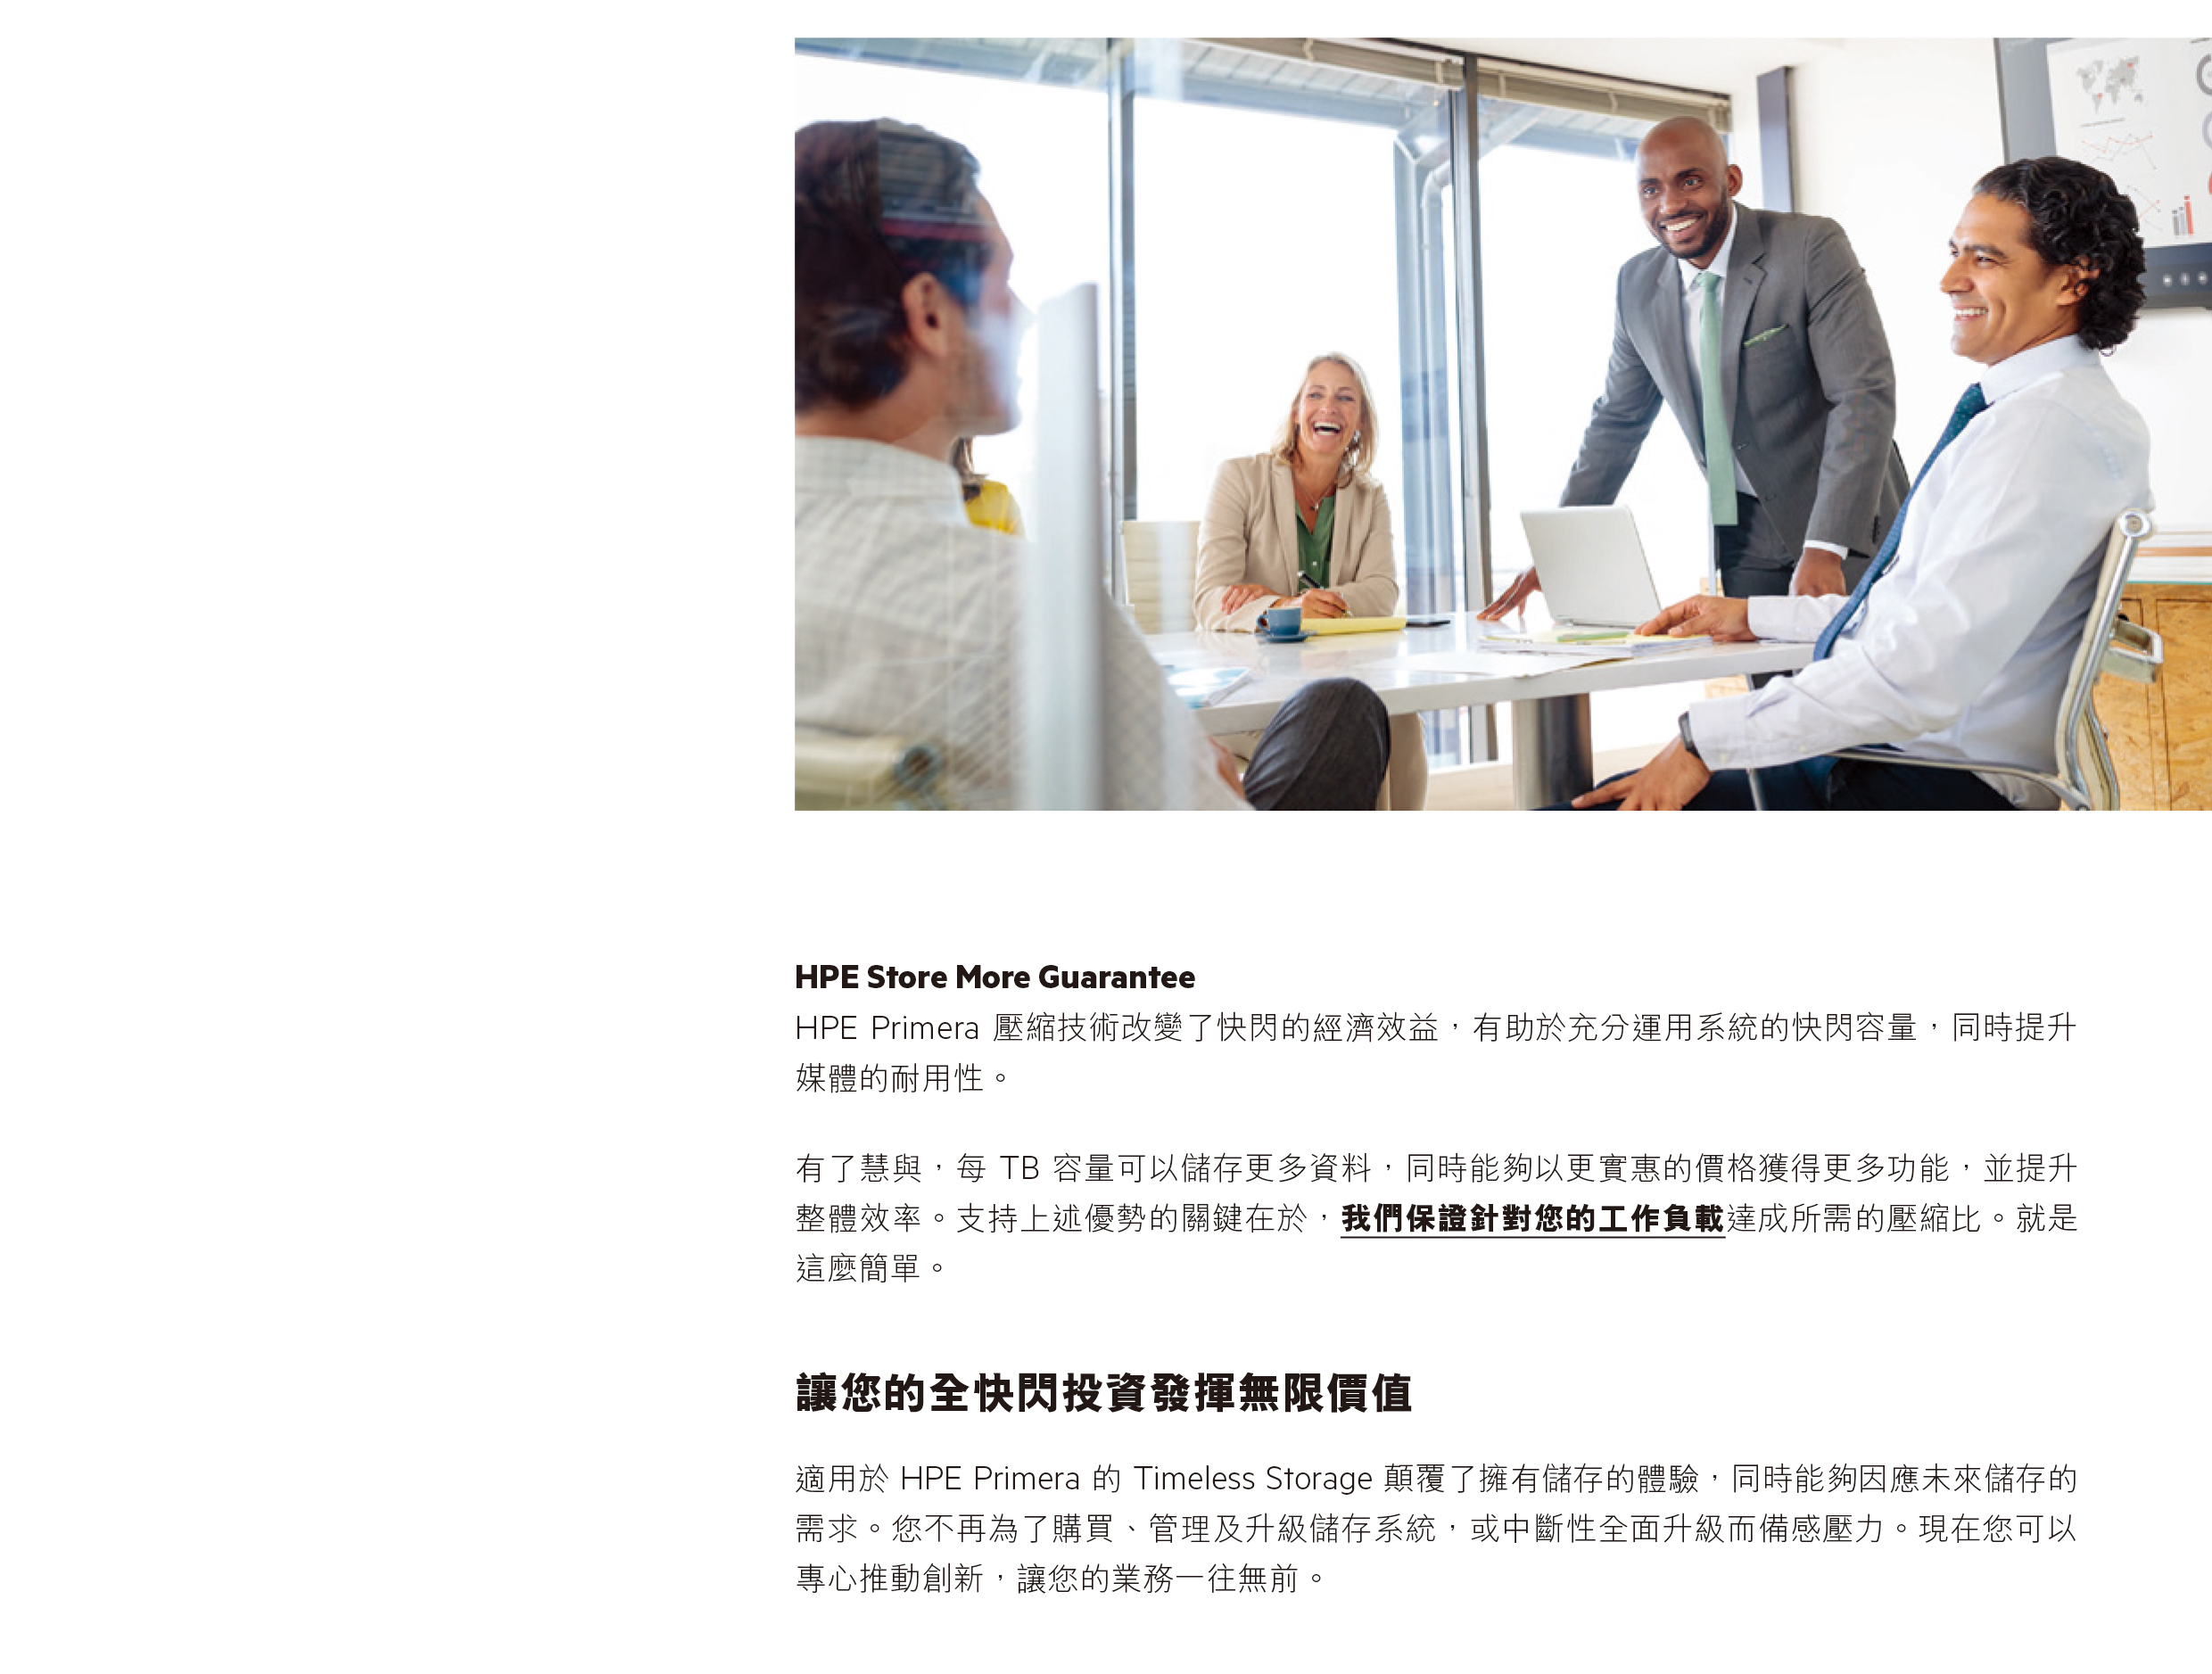 HPE Store More Guarantee
HPE Primera 壓縮技術改變了快閃的經濟效益，有助於充分運用系統的快閃容量，同時提升
媒體的耐用性。
有了慧與，每 TB 容量可以儲存更多資料，同時能夠以更實惠的價格獲得更多功能，並提升
整體效率。支持上述優勢的關鍵在於，我們保證針對您的工作負載達成所需的壓縮比。就是
這麼簡單。
讓您的全快閃投資發揮無限價值
適用於 HPE Primera 的 Timeless Storage 顛覆了擁有儲存的體驗，同時能夠因應未來儲存的
需求。您不再為了購買、管理及升級儲存系統，或中斷性全面升級而備感壓力。現在您可以
專心推動創新，讓您的業務一往無前。